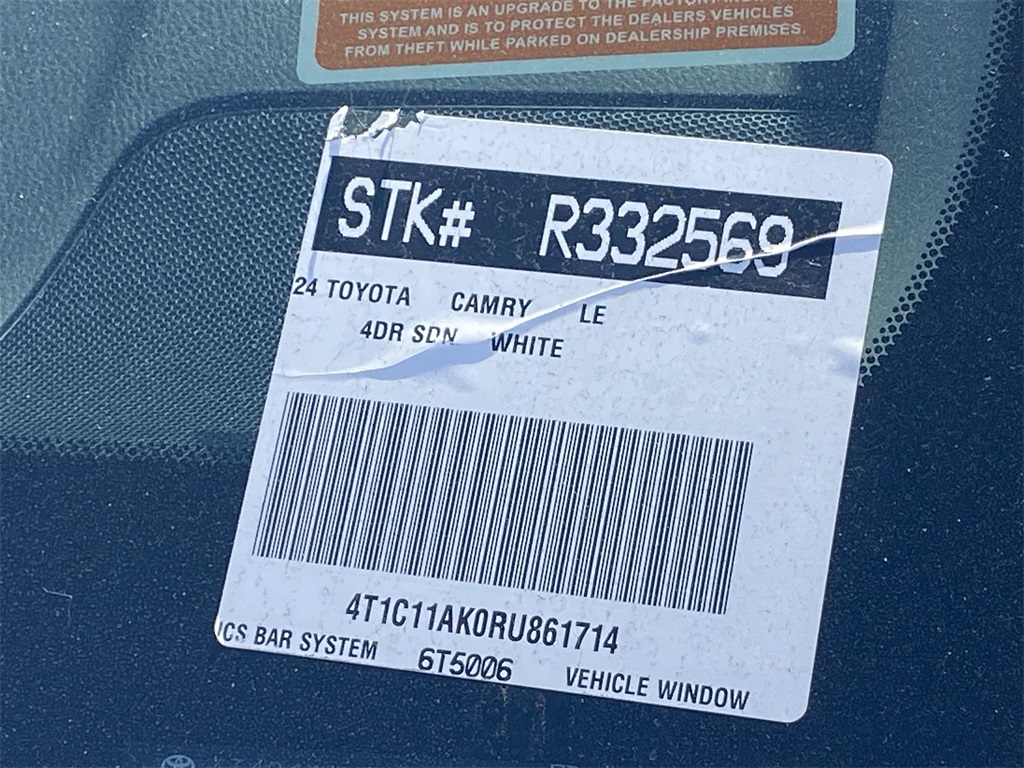 THIS SYSTEM IS AN UPGRADE TO THE FACTORY
SYSTEM AND IS TO PROTECT THE DEALERS VEHICLES
FROM THEFT WHILE PARKED ON DEALERSHIP PREMISES.
STK# R332569
24 TOYOTA CAMRY LE
4DR SDN WHITE
4T1C11AK0RU861714
ICS BAR SYSTEM 6T5006 VEHICLE WINDOW